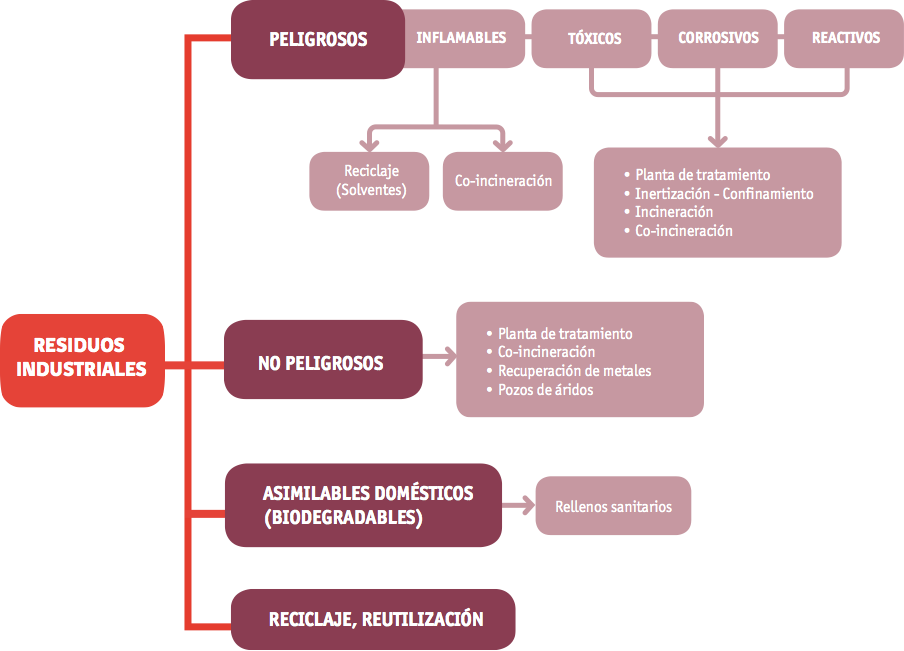 PELIGROSOS
INFLAMABLES
TÓXICOS
CORROSIVOS
REACTIVOS
Reciclaje
(Solventes)
Co-incineración
• Planta de tratamiento
• Inertización - Confinamiento
• Incineración
• Co-incineración
RESIDUOS
INDUSTRIALES
NO PELIGROSOS
• Planta de tratamiento
• Co-incineración
• Recuperación de metales
• Pozos de áridos
ASIMILABLES DOMÉSTICOS
(BIODEGRADABLES)
Rellenos sanitarios
RECICLAJE, REUTILIZACIÓN